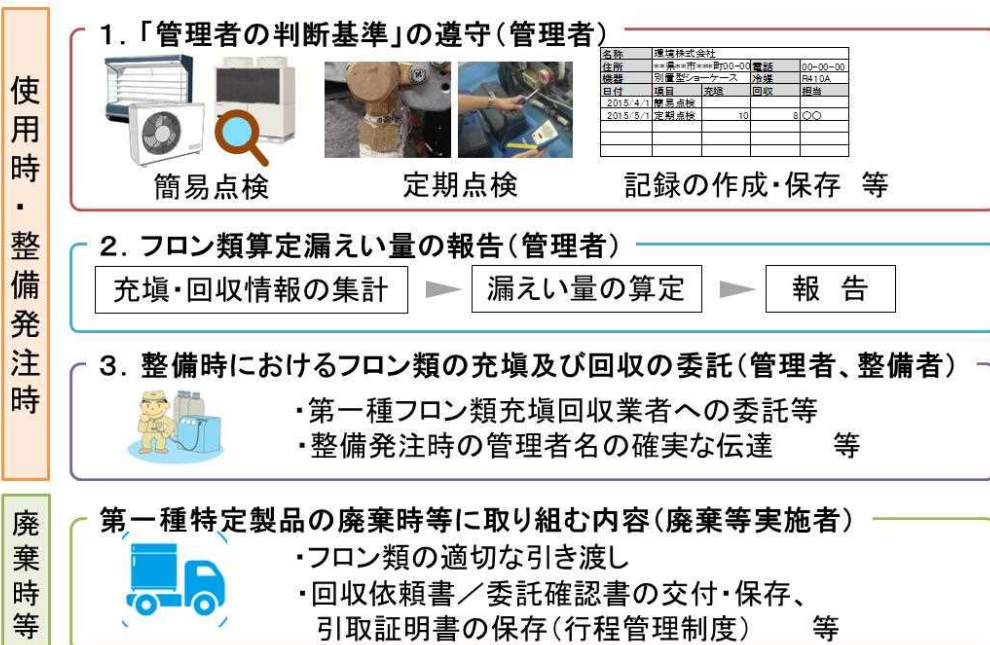 使用時・整備発注時
1．「管理者の判断基準」の遵守(管理者)
名称 環境株式会社
住所 **県**市***町00-00 電話 00-00-00
機器 別置型ショーケース 冷媒 R410A
日付 項目 充塡 回収 担当
2015/4/1 簡易点検
2015/5/1 定期点検 10 8 〇〇
簡易点検
定期点検
記録の作成・保存 等
2．フロン類算定漏えい量の報告(管理者)
充塡・回収情報の集計
漏えい量の算定
報 告
3．整備時におけるフロン類の充塡及び回収の委託(管理者、整備者)
・第一種フロン類充塡回収業者への委託等
・整備発注時の管理者名の確実な伝達 等
廃棄時等
第一種特定製品の廃棄時等に取り組む内容(廃棄等実施者)
・フロン類の適切な引き渡し
・回収依頼書／委託確認書の交付・保存、
引取証明書の保存(行程管理制度) 等